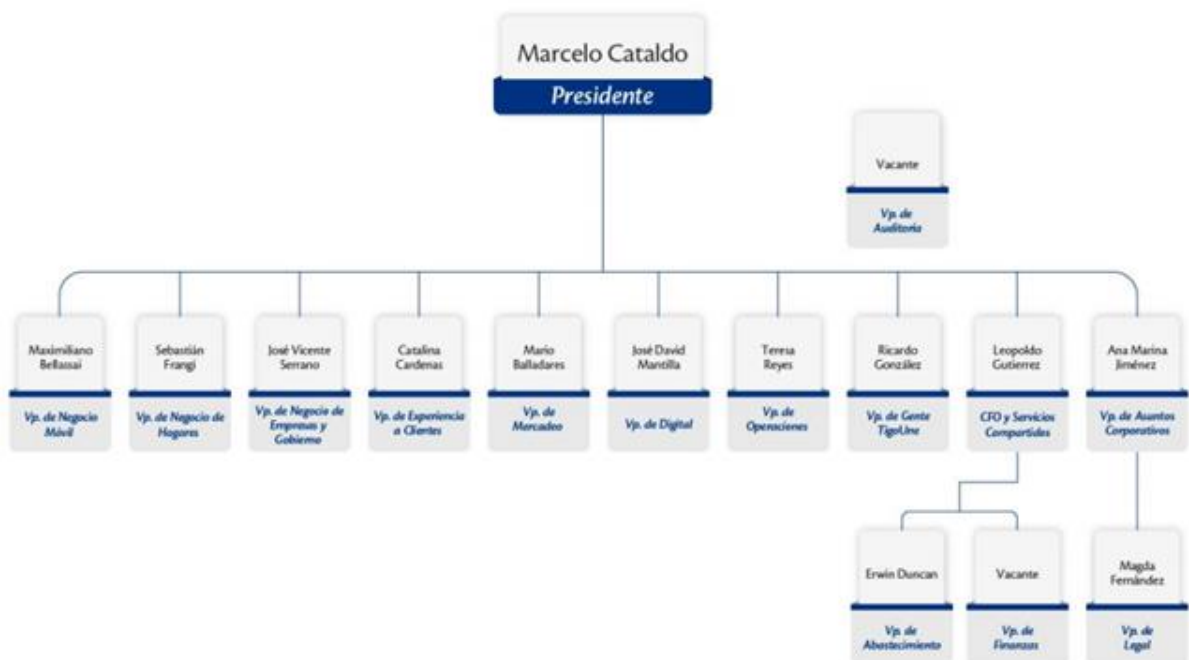 Marcelo Cataldo
Presidente
Vacante
Vp. de
Auditoría
Maximiliano
Bellassai
Vp. de Negocio
Móvil
Sebastián
Frangi
Vp. de Negocio de
Hogares
José Vicente
Serrano
Vp. de Negocio de
Empresas y
Gobierno
Catalina
Cardenas
Vp. de Experiencia
a Clientes
Mario
Balladares
Vp. de
Mercadeo
José David
Mantilla
Vp. de Digital
Teresa
Reyes
Vp. de
Operaciones
Ricardo
González
Vp. de Gente
TigoUne
Leopoldo
Gutierrez
CFO y Servicios
Compartidos
Ana Marina
Jiménez
Vp. de Asuntos
Corporativos
Erwin Duncan
Vp. de
Abastecimiento
Vacante
Vp. de
Finanzas
Magda
Fernández
Vp. de
Legal